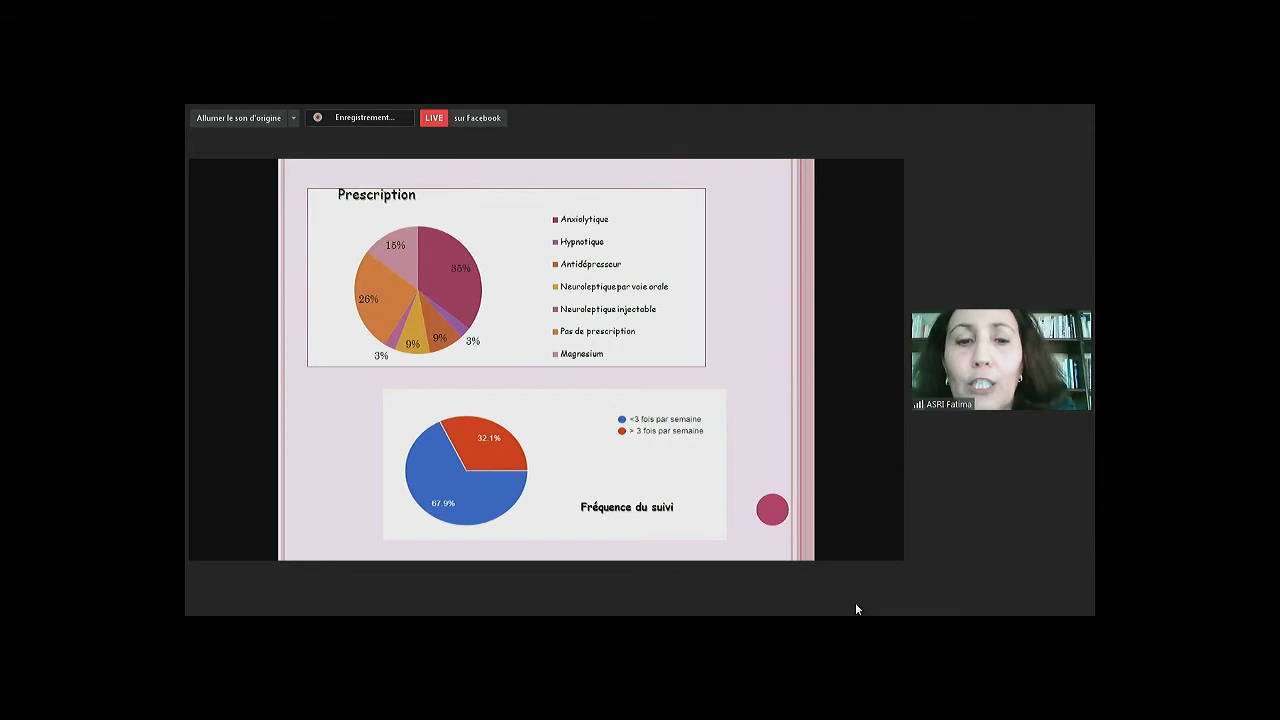 Allumer le son d'origine
Enregistrement...
LIVE sur Facebook
Prescription
15%
35%
26%
9%
9%
3%
3%
Anxiolytique
Hypnotique
Antidépresseur
Neuroleptique par voie orale
Neuroleptique injectable
Pas de prescription
Magnesium
32.1%
67.9%
<3 fois par semaine
> 3 fois par semaine
Fréquence du suivi
ASRI Fatima